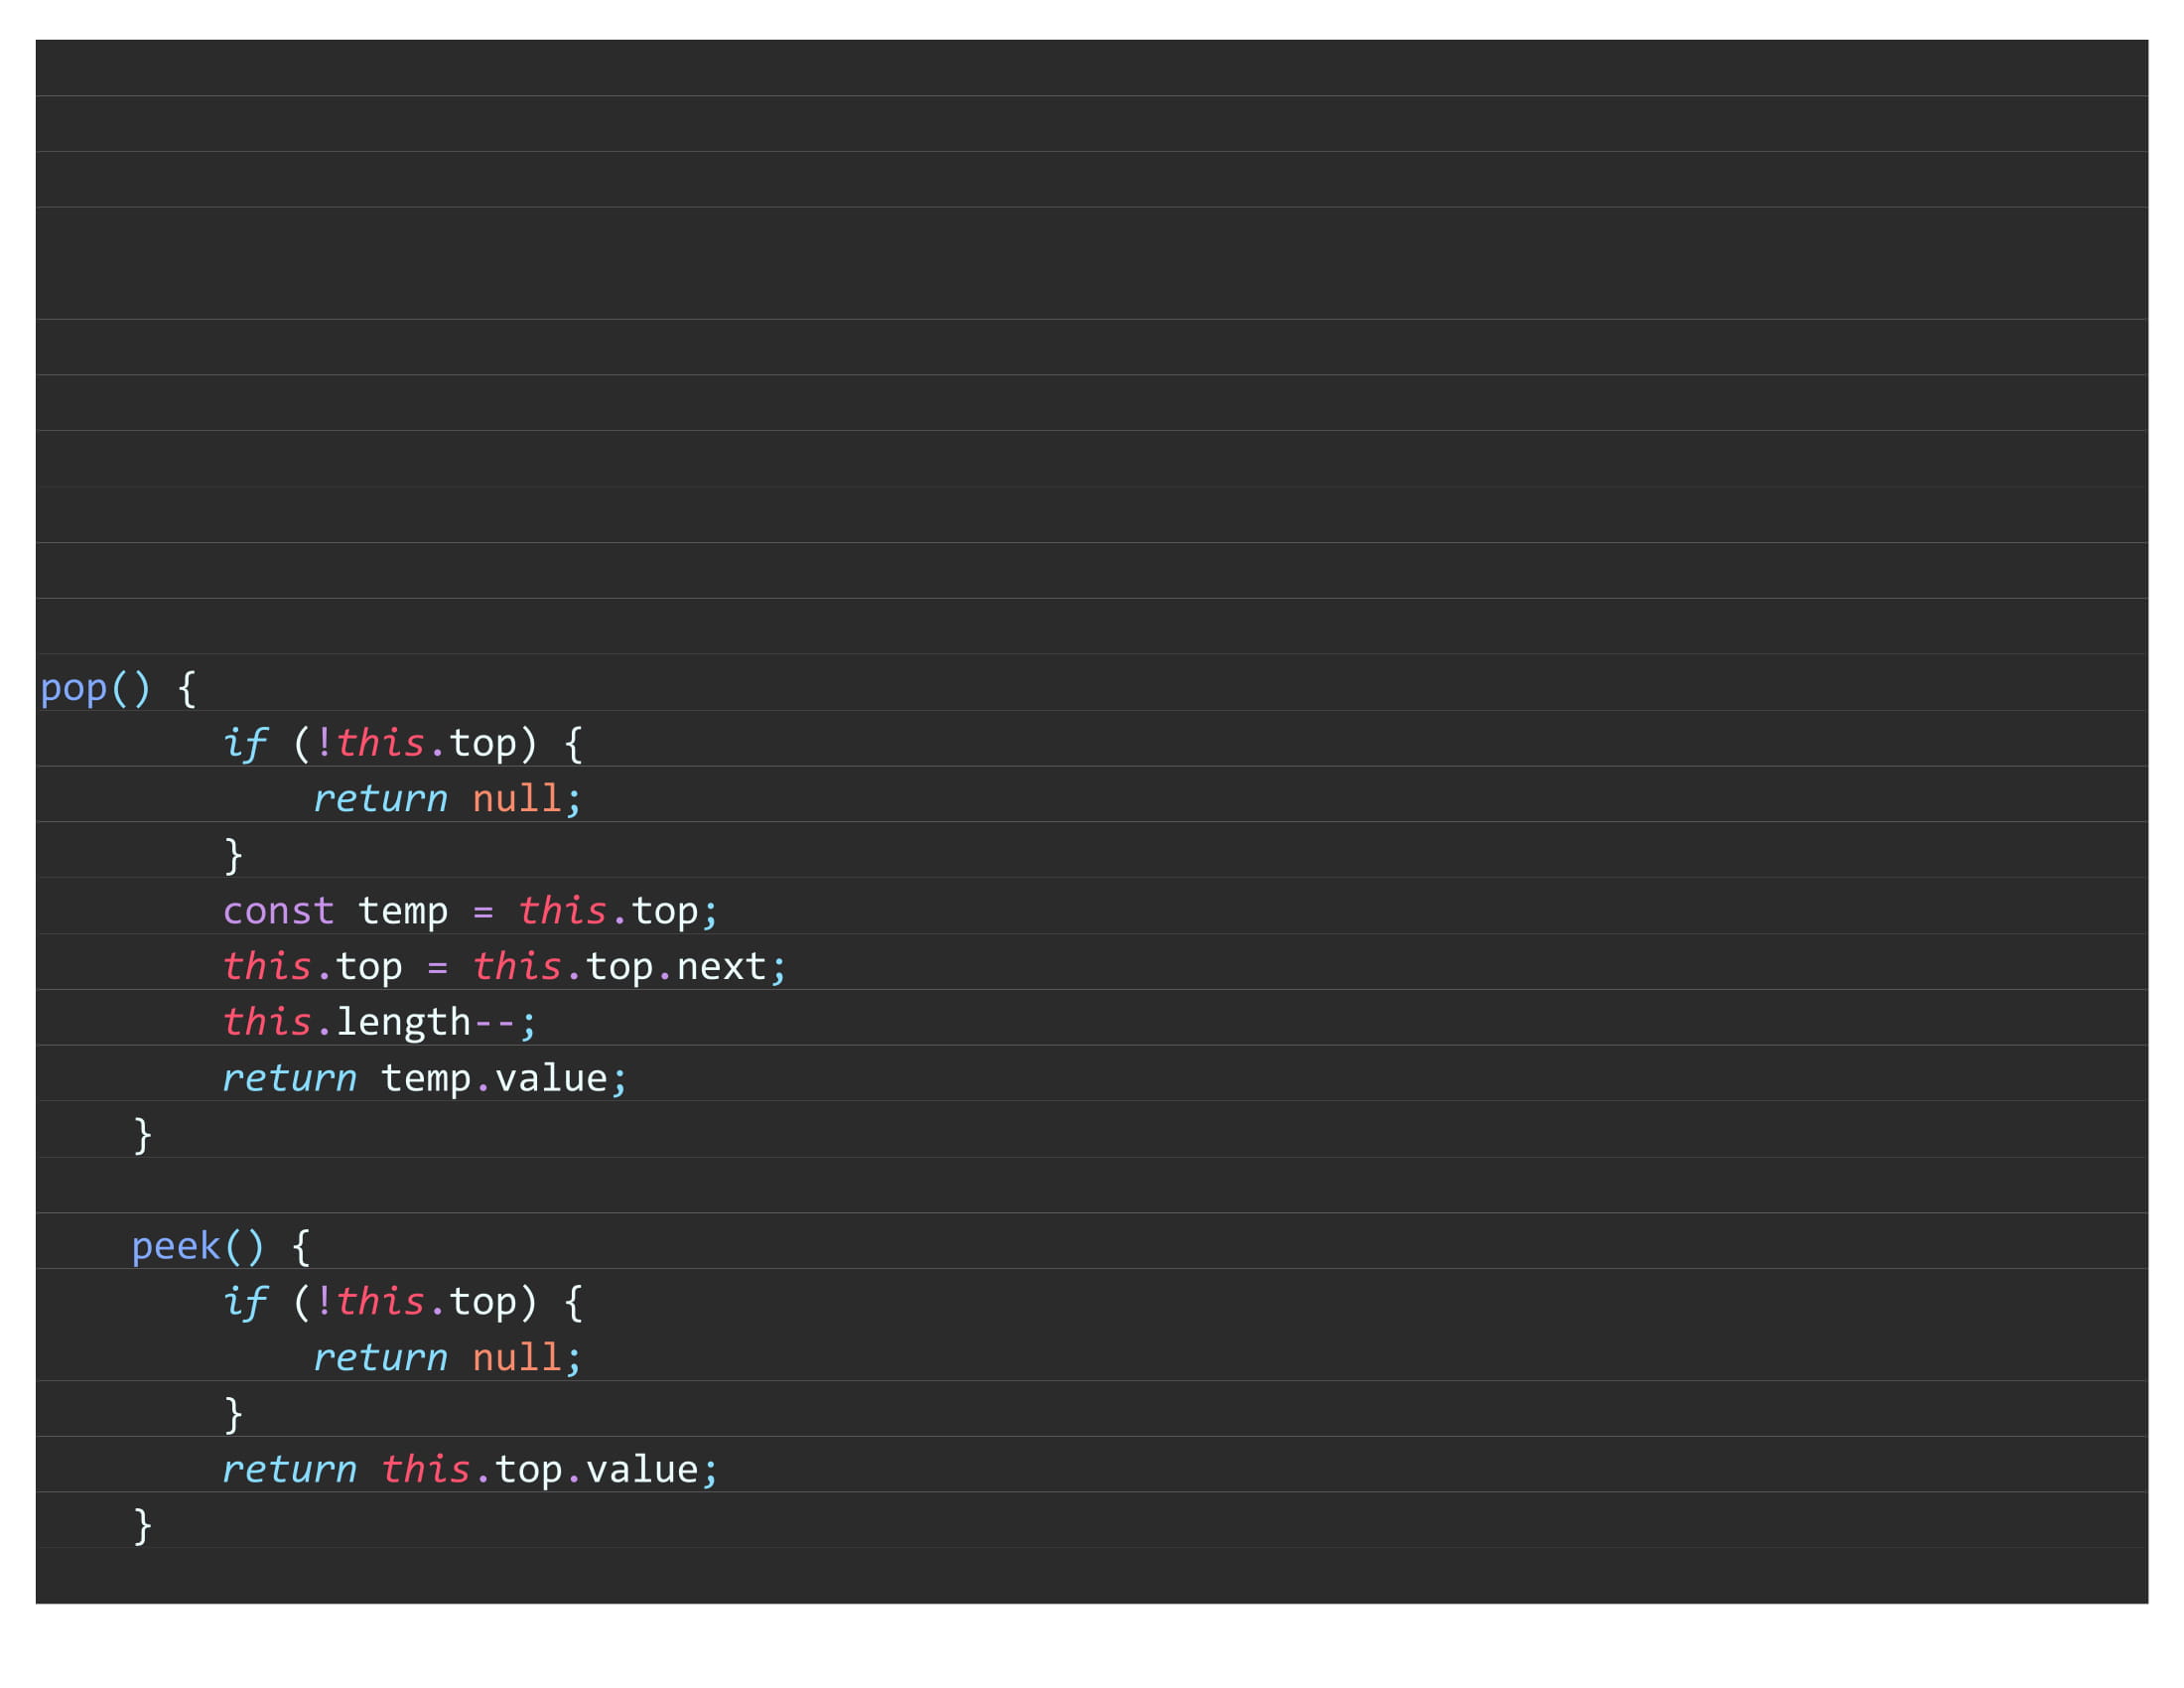 pop() {
        if (!this.top) {
            return null;
        }
        const temp = this.top;
        this.top = this.top.next;
        this.length--;
        return temp.value;
    }

    peek() {
        if (!this.top) {
            return null;
        }
        return this.top.value;
    }